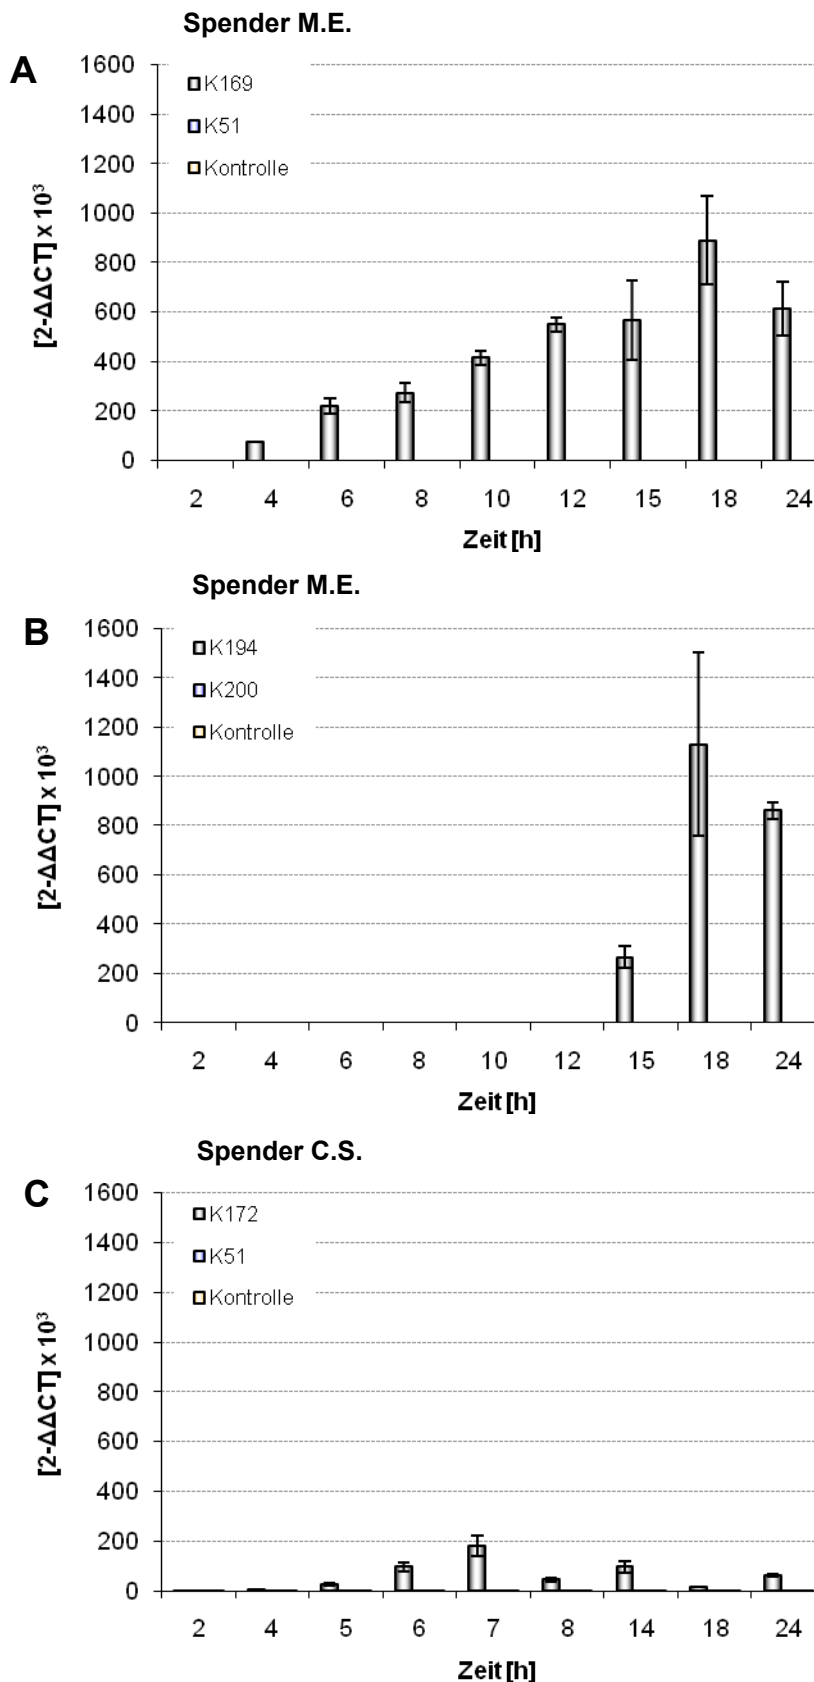 Spender M.E.
A
[2-ΔΔCT] x 10³
1600
1400
1200
1000
800
600
400
200
0
K169
K51
Kontrolle
2 4 6 8 10 12 15 18 24
Zeit [h]
Spender M.E.
B
[2-ΔΔCT] x 10³
1600
1400
1200
1000
800
600
400
200
0
K194
K200
Kontrolle
2 4 6 8 10 12 15 18 24
Zeit [h]
Spender C.S.
C
[2-ΔΔCT] x 10³
1600
1400
1200
1000
800
600
400
200
0
K172
K51
Kontrolle
2 4 5 6 7 8 14 18 24
Zeit [h]